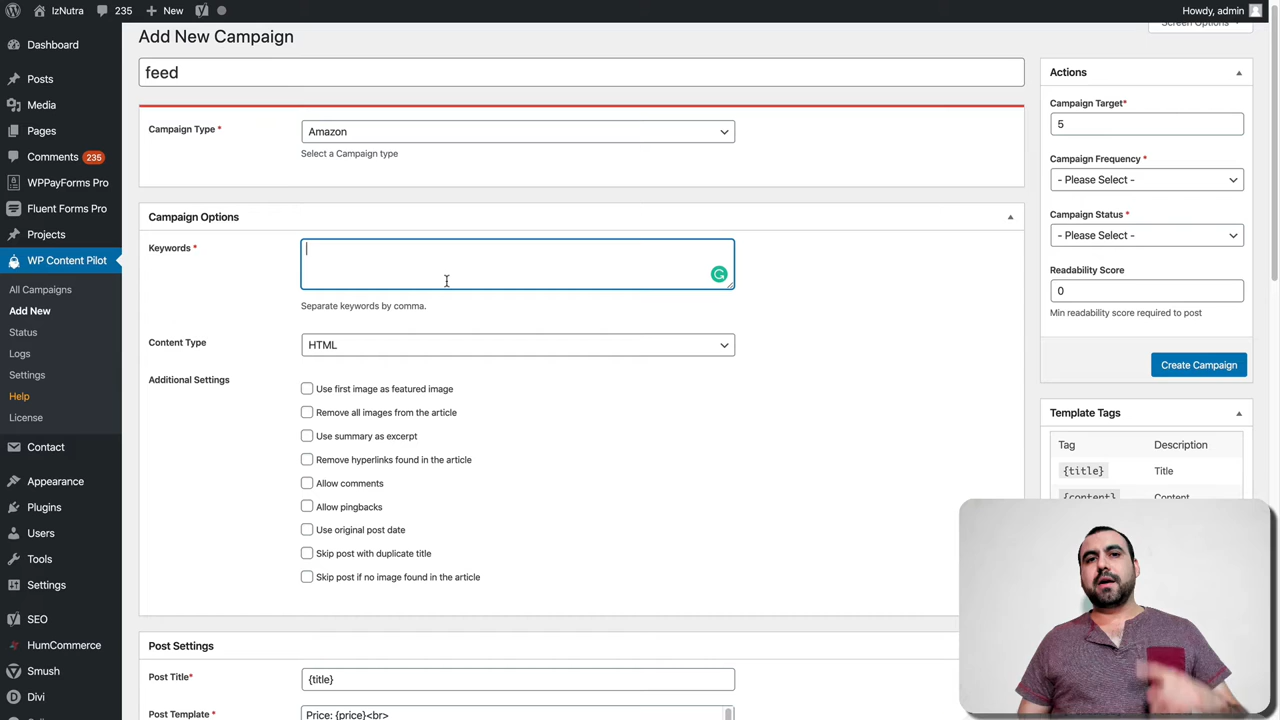 IzNutra
235
New
Howdy, admin
Screen Options
Dashboard
Posts
Media
Pages
Comments 235
WPPayForms Pro
Fluent Forms Pro
Projects
WP Content Pilot
All Campaigns
Add New
Status
Logs
Settings
Help
License
Contact
Appearance
Plugins
Users
Tools
Settings
SEO
HumCommerce
Smush
Divi
Add New Campaign
feed
Campaign Type *
Amazon
Select a Campaign type
Campaign Options
Keywords *
Separate keywords by comma.
Content Type
HTML
Additional Settings
Use first image as featured image
Remove all images from the article
Use summary as excerpt
Remove hyperlinks found in the article
Allow comments
Allow pingbacks
Use original post date
Skip post with duplicate title
Skip post if no image found in the article
Post Settings
Post Title*
{title}
Post Template *
Price: {price}<br>
Actions
Campaign Target*
5
Campaign Frequency *
- Please Select -
Campaign Status *
- Please Select -
Readability Score
0
Min readability score required to post
Create Campaign
Template Tags
Tag Description
{title} Title
{content} Content